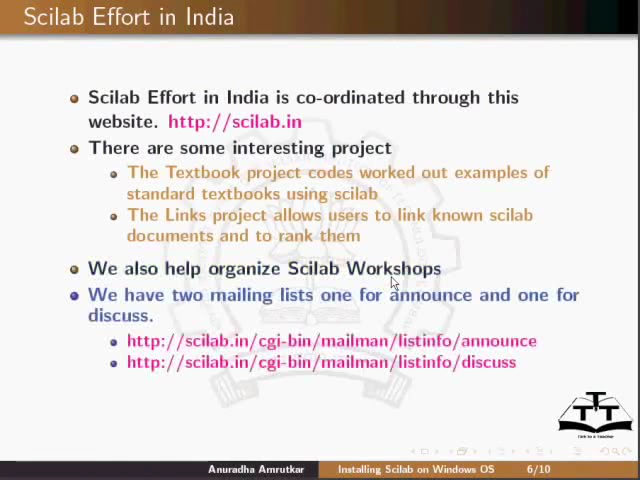 Scilab Effort in India
Scilab Effort in India is co-ordinated through this
website. http://scilab.in
There are some interesting project
The Textbook project codes worked out examples of
standard textbooks using scilab
The Links project allows users to link known scilab
documents and to rank them
We also help organize Scilab Workshops
We have two mailing lists one for announce and one for
discuss.
http://scilab.in/cgi-bin/mailman/listinfo/announce
http://scilab.in/cgi-bin/mailman/listinfo/discuss
TTT
Talk to a Teacher
Anuradha Amrutkar Installing Scilab on Windows OS 6/10